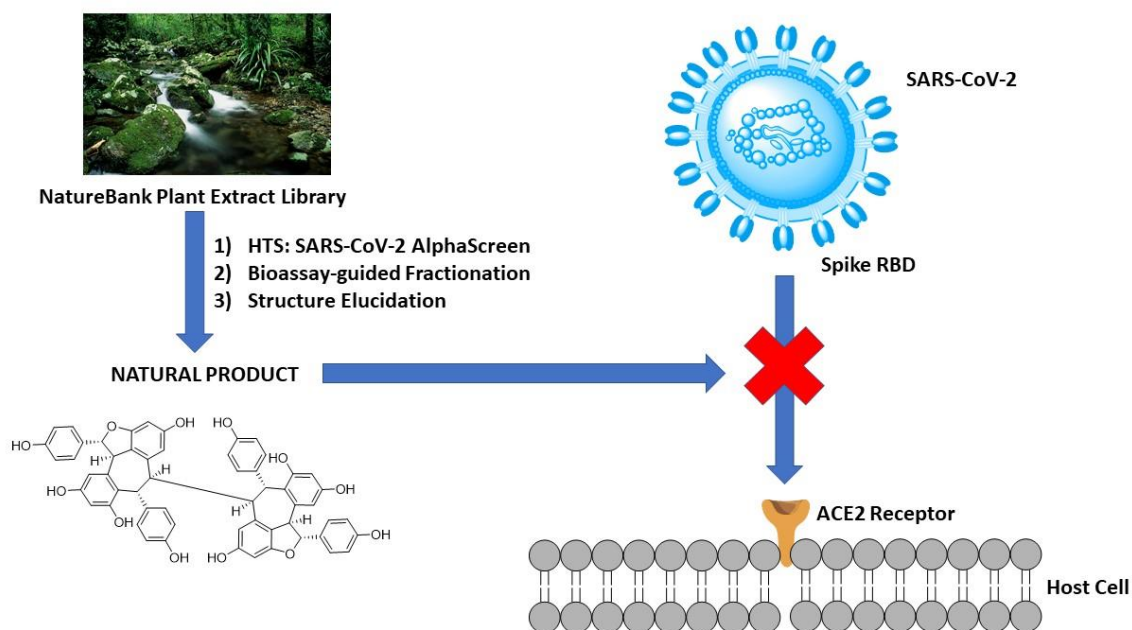 SARS-CoV-2
NatureBank Plant Extract Library
1) HTS: SARS-CoV-2 AlphaScreen
2) Bioassay-guided Fractionation
3) Structure Elucidation
Spike RBD
NATURAL PRODUCT
HO
O
OH
H
H
HO
OH
OH
HO
HO
OH
H
H
HO
O
OH
ACE2 Receptor
Host Cell